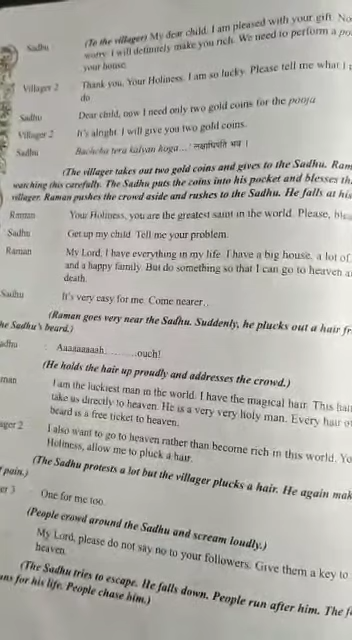 Sadhu (To the villager) My dear child. I am pleased with your gift. No
worry. I will definitely make you rich. We need to perform a
your house.
Villager 2 Thank you, Your Holiness. I am so lucky. Please tell me what I
do
Sadhu Dear child, now I need only two gold coins for the pooja
Villager 2 It's alright. I will give you two gold coins.
Sadhu Bachcha tera kalyan hoga... ! लक्षाधिपति भव ।
(The villager takes out two gold coins and gives to the Sadhu. Ram
watching this carefully. The Sadhu puts the coins into his pocket and blesses th
villager. Raman pushes the crowd aside and rushes to the Sadhu. He falls at his
Raman Your Holiness, you are the greatest saint in the world. Please, bles
Sadhu Get up my child. Tell me your problem.
Raman My Lord, I have everything in my life. I have a big house, a lot of
and a happy family. But do something so that I can go to heaven a
death.
Sadhu It's very easy for me. Come nearer...
(Raman goes very near the Sadhu. Suddenly, he plucks out a hair fr
he Sadhu's beard.)
adhu : Aaaaaaaah...........ouch!
(He holds the hair up proudly and addresses the crowd.)
man I am the luckiest man in the world. I have the magical hair. This hair
take us directly to heaven. He is a very very holy man. Every hair o
beard is a free ticket to heaven.
ager 2 I also want to go to heaven rather than become rich in this world. Yo
Holiness, allow me to pluck a hair.
(The Sadhu protests a lot but the villager plucks a hair. He again mak
f pain.)
er 3 One for me too.
(People crowd around the Sadhu and scream loudly.)
My Lord, please do not say no to your followers. Give them a key to
heaven.
(The Sadhu tries to escape. He falls down. People run after him. The f
ans for his life. People chase him.)